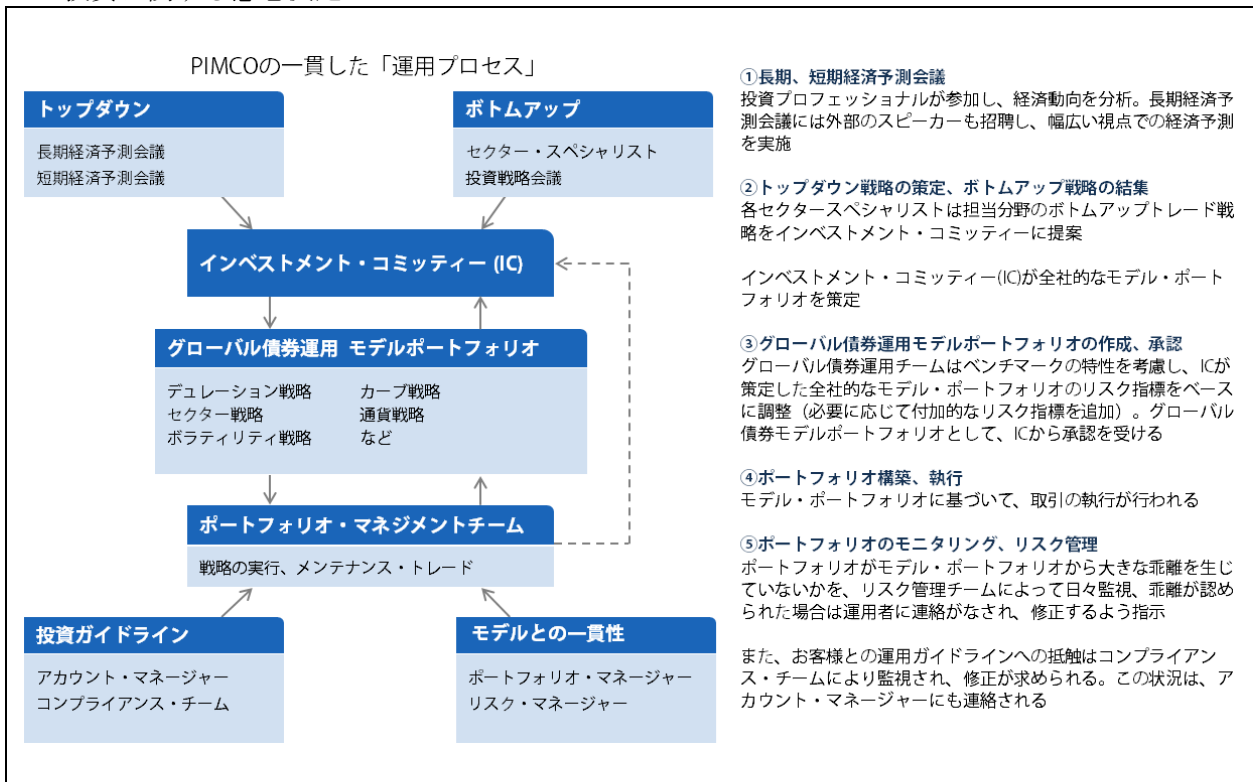 PIMCOの一貫した「運用プロセス」
トップダウン
長期経済予測会議
短期経済予測会議
ボトムアップ
セクター・スペシャリスト
投資戦略会議
インベストメント・コミッティー (IC)
グローバル債券運用 モデルポートフォリオ
デュレーション戦略 カーブ戦略
セクター戦略 通貨戦略
ボラティリティ戦略 など
ポートフォリオ・マネジメントチーム
戦略の実行、メンテナンス・トレード
投資ガイドライン
アカウント・マネージャー
コンプライアンス・チーム
モデルとの一貫性
ポートフォリオ・マネージャー
リスク・マネージャー
①長期、短期経済予測会議
投資プロフェッショナルが参加し、経済動向を分析。長期経済予
測会議には外部のスピーカーも招聘し、幅広い視点での経済予測
を実施
②トップダウン戦略の策定、ボトムアップ戦略の結集
各セクタースペシャリストは担当分野のボトムアップトレード戦
略をインベストメント・コミッティーに提案
インベストメント・コミッティー(IC)が全社的なモデル・ポート
フォリオを策定
③グローバル債券運用モデルポートフォリオの作成、承認
グローバル債券運用チームはベンチマークの特性を考慮し、ICが
策定した全社的なモデル・ポートフォリオのリスク指標をベース
に調整（必要に応じて付加的なリスク指標を追加）。グローバル
債券モデルポートフォリオとして、ICから承認を受ける
④ポートフォリオ構築、執行
モデル・ポートフォリオに基づいて、取引の執行が行われる
⑤ポートフォリオのモニタリング、リスク管理
ポートフォリオがモデル・ポートフォリオから大きな乖離を生じ
ていないかを、リスク管理チームによって日々監視、乖離が認め
られた場合は運用者に連絡がなされ、修正するよう指示
また、お客様との運用ガイドラインへの抵触はコンプライアン
ス・チームにより監視され、修正が求められる。この状況は、ア
カウント・マネージャーにも連絡される